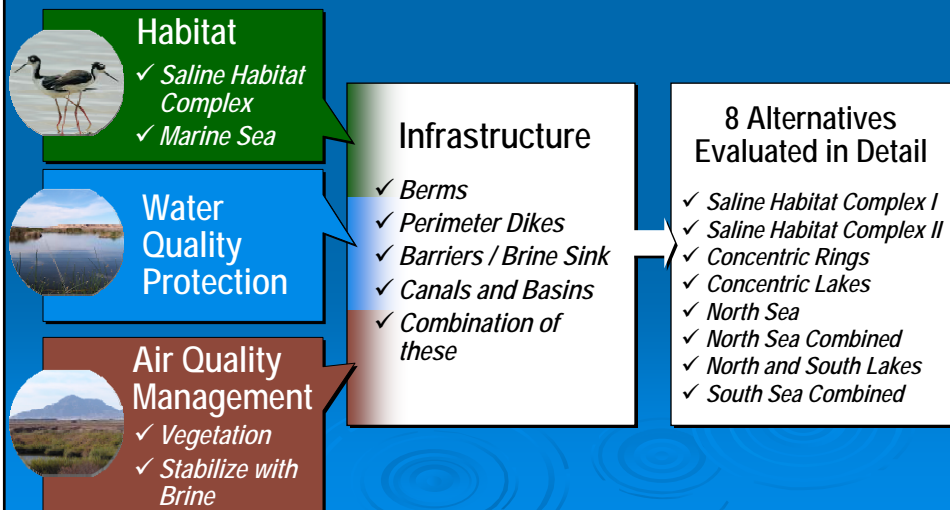 Habitat
✓ Saline Habitat
Complex
✓ Marine Sea
Water
Quality
Protection
Air Quality
Management
✓ Vegetation
✓ Stabilize with
Brine
Infrastructure
✓ Berms
✓ Perimeter Dikes
✓ Barriers / Brine Sink
✓ Canals and Basins
✓ Combination of
these
8 Alternatives
Evaluated in Detail
✓ Saline Habitat Complex I
✓ Saline Habitat Complex II
✓ Concentric Rings
✓ Concentric Lakes
✓ North Sea
✓ North Sea Combined
✓ North and South Lakes
✓ South Sea Combined